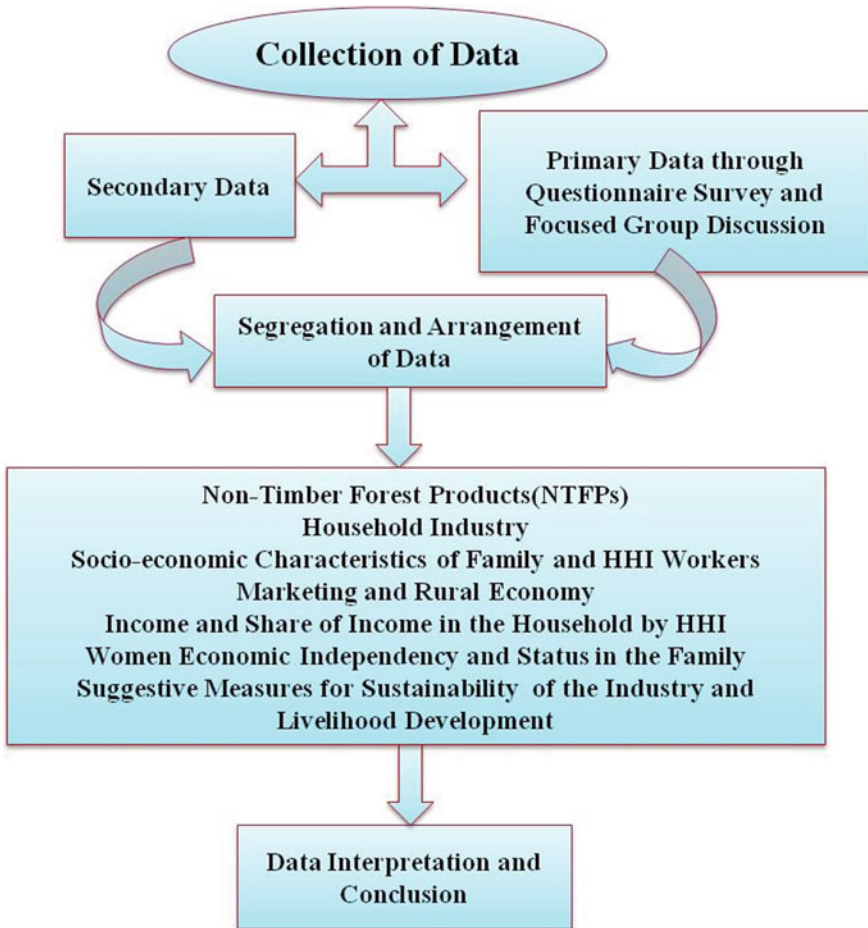 Collection of Data
Secondary Data
Primary Data through
Questionnaire Survey and
Focused Group Discussion
Segregation and Arrangement
of Data
Non-Timber Forest Products(NTFPs)
Household Industry
Socio-economic Characteristics of Family and HHI Workers
Marketing and Rural Economy
Income and Share of Income in the Household by HHI
Women Economic Independency and Status in the Family
Suggestive Measures for Sustainability of the Industry and
Livelihood Development
Data Interpretation and
Conclusion